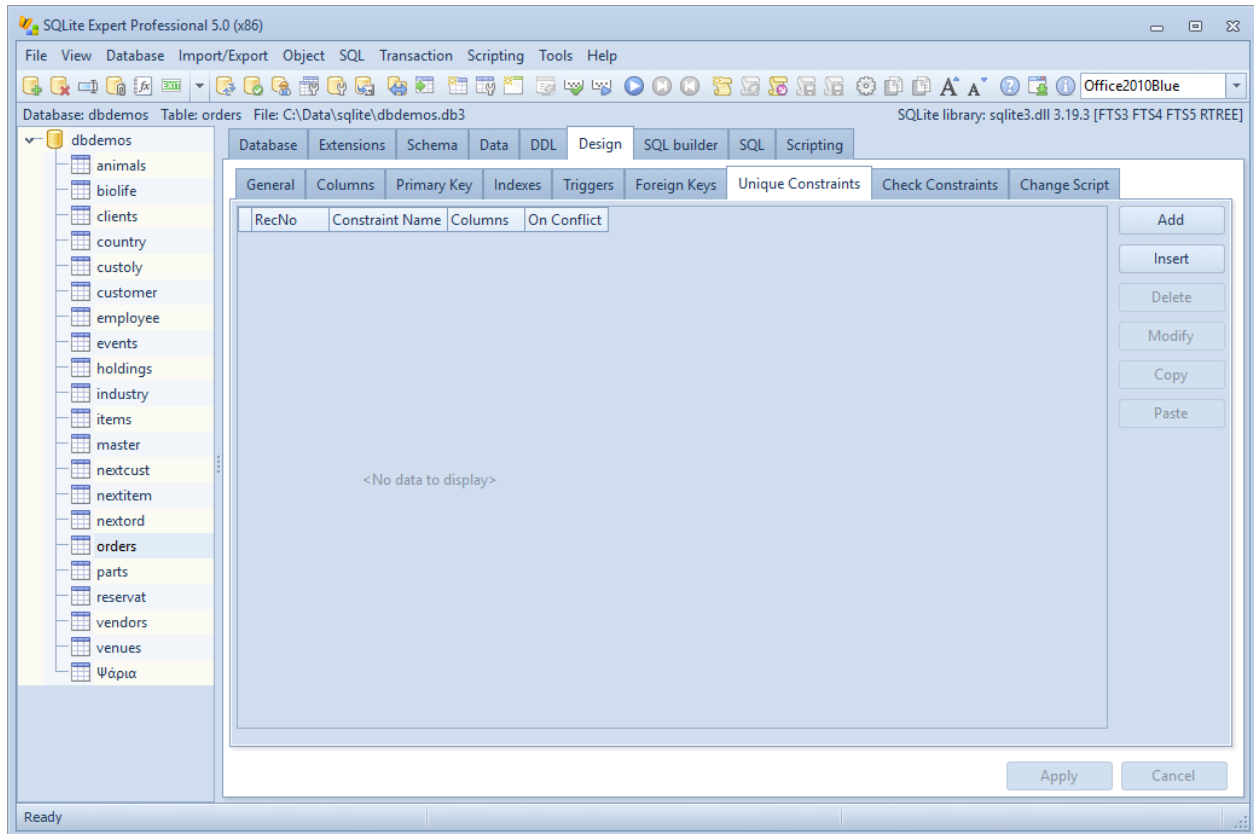 SQLite Expert Professional 5.0 (x86)
File View Database Import/Export Object SQL Transaction Scripting Tools Help
Office2010Blue
Database: dbdemos Table: orders File: C:\Data\sqlite\dbdemos.db3 SQLite library: sqlite3.dll 3.19.3 [FTS3 FTS4 FTS5 RTREE]
dbdemos
animals
biolife
clients
country
custoly
customer
employee
events
holdings
industry
items
master
nextcust
nextitem
nextord
orders
parts
reservat
vendors
venues
Ψάρια
Database Extensions Schema Data DDL Design SQL builder SQL Scripting
General Columns Primary Key Indexes Triggers Foreign Keys Unique Constraints Check Constraints Change Script
RecNo Constraint Name Columns On Conflict
<No data to display>
Add
Insert
Delete
Modify
Copy
Paste
Apply Cancel
Ready